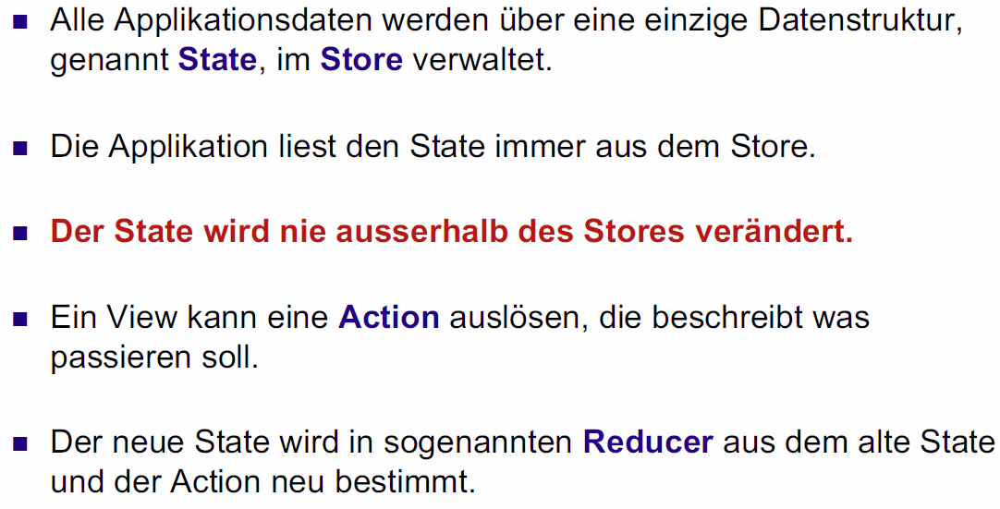 Alle Applikationsdaten werden über eine einzige Datenstruktur,
genannt State, im Store verwaltet.
Die Applikation liest den State immer aus dem Store.
Der State wird nie ausserhalb des Stores verändert.
Ein View kann eine Action auslösen, die beschreibt was
passieren soll.
Der neue State wird in sogenannten Reducer aus dem alte State
und der Action neu bestimmt.